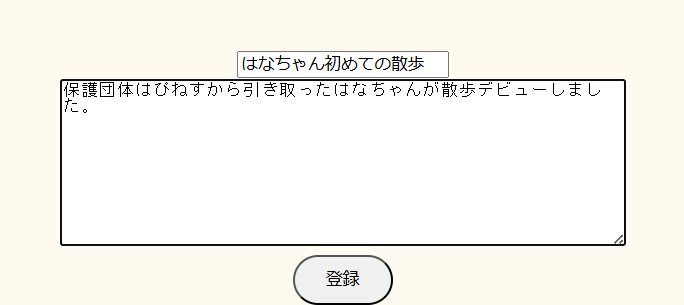 はなちゃん初めての散歩
保護団体はぴねすから引き取ったはなちゃんが散歩デビューしまし
た。
登録